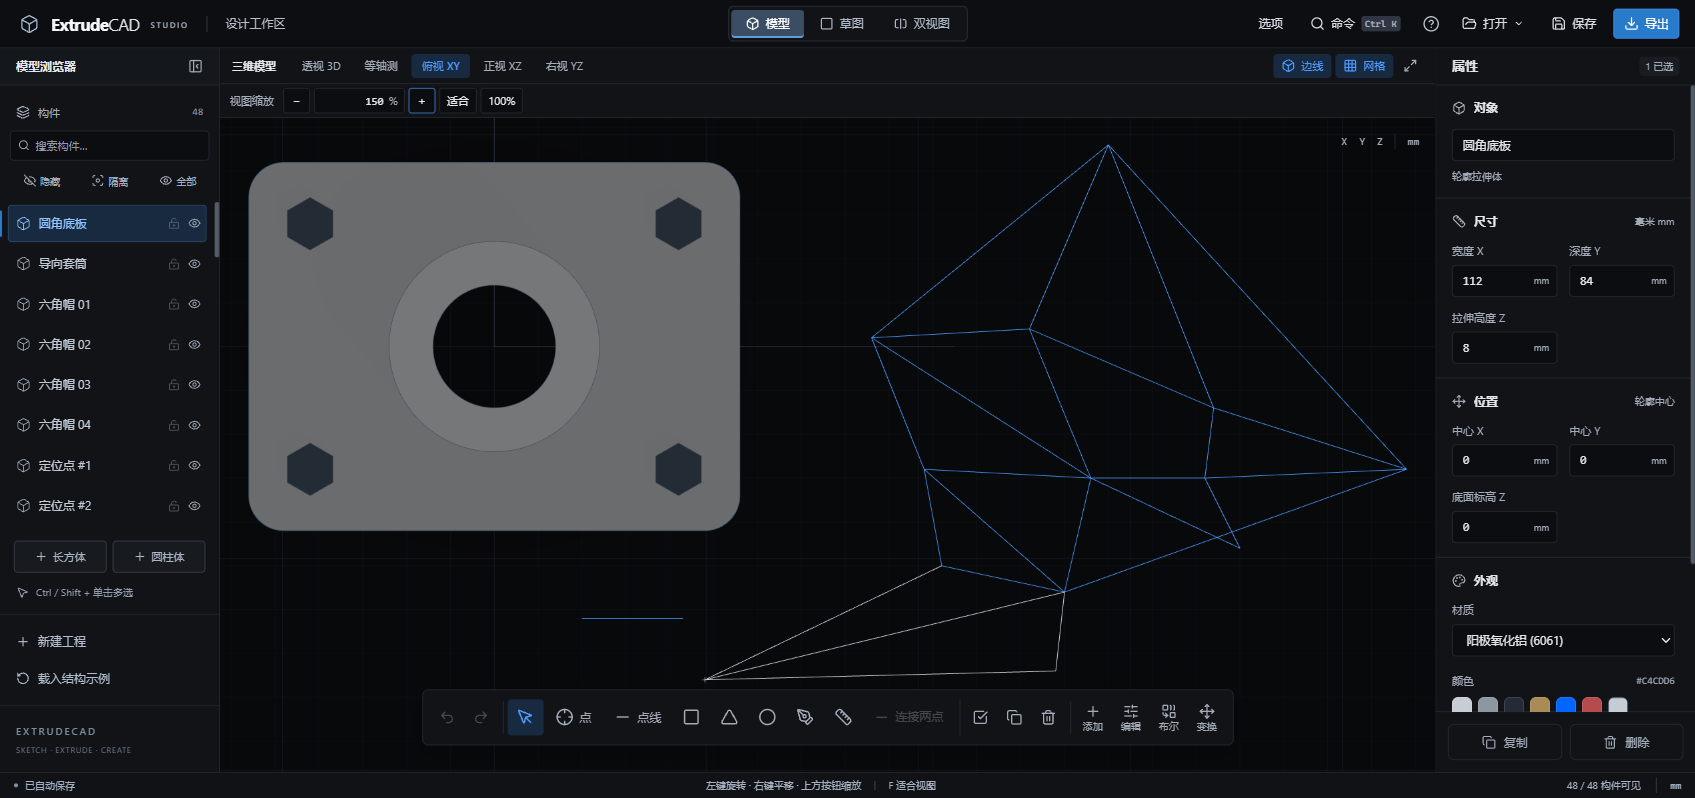 ExtrudeCAD STUDIO
设计工作区
模型
草图
双视图
选项
命令 Ctrl K
打开
保存
导出
模型浏览器
构件
48
搜索构件...
隐藏
隔离
全部
圆角底板
导向套筒
六角帽 01
六角帽 02
六角帽 03
六角帽 04
定位点 #1
定位点 #2
长方体
圆柱体
Ctrl / Shift + 单击多选
新建工程
载入结构示例
EXTRUDECAD
SKETCH · EXTRUDE · CREATE
三维模型
透视 3D
等轴测
俯视 XY
正视 XZ
右视 YZ
边线
网格
视图缩放
150 %
适合
100%
X Y Z
mm
点
点线
连接两点
添加
编辑
布尔
变换
属性
1 已选
对象
圆角底板
轮廓拉伸体
尺寸
毫米 mm
宽度 X
深度 Y
112 mm
84 mm
拉伸高度 Z
8 mm
位置
轮廓中心
中心 X
中心 Y
0 mm
0 mm
底面标高 Z
0 mm
外观
材质
阳极氧化铝 (6061)
颜色
#C4CDD6
复制
删除
已自动保存
左键旋转 · 右键平移 · 上方按钮缩放
F 适合视图
48 / 48 构件可见
mm